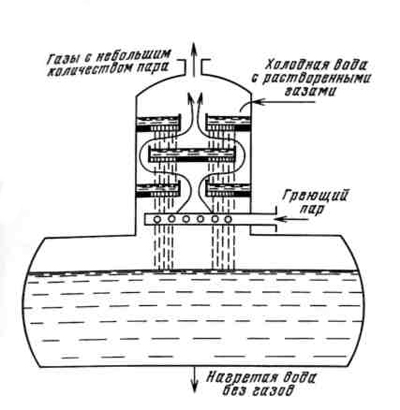 Газы с небольшим
количеством пара
Холодная вода
с растворенными
газами
Греющий
пар
Нагретая вода
без газов